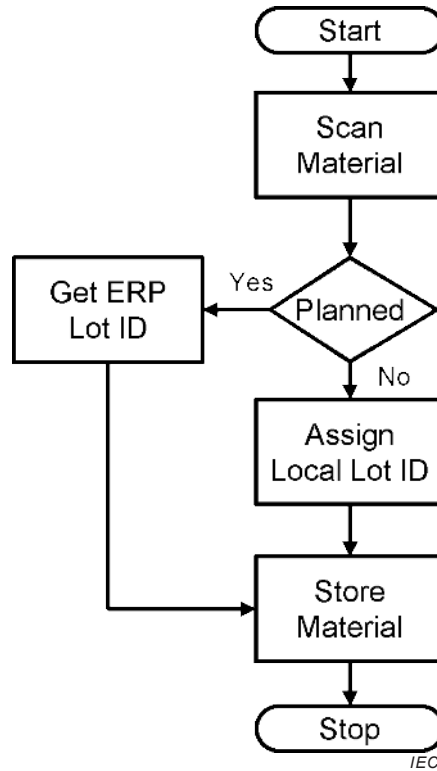 Start
Scan
Material
Planned
Yes
Get ERP
Lot ID
No
Assign
Local Lot ID
Store
Material
Stop
IEC